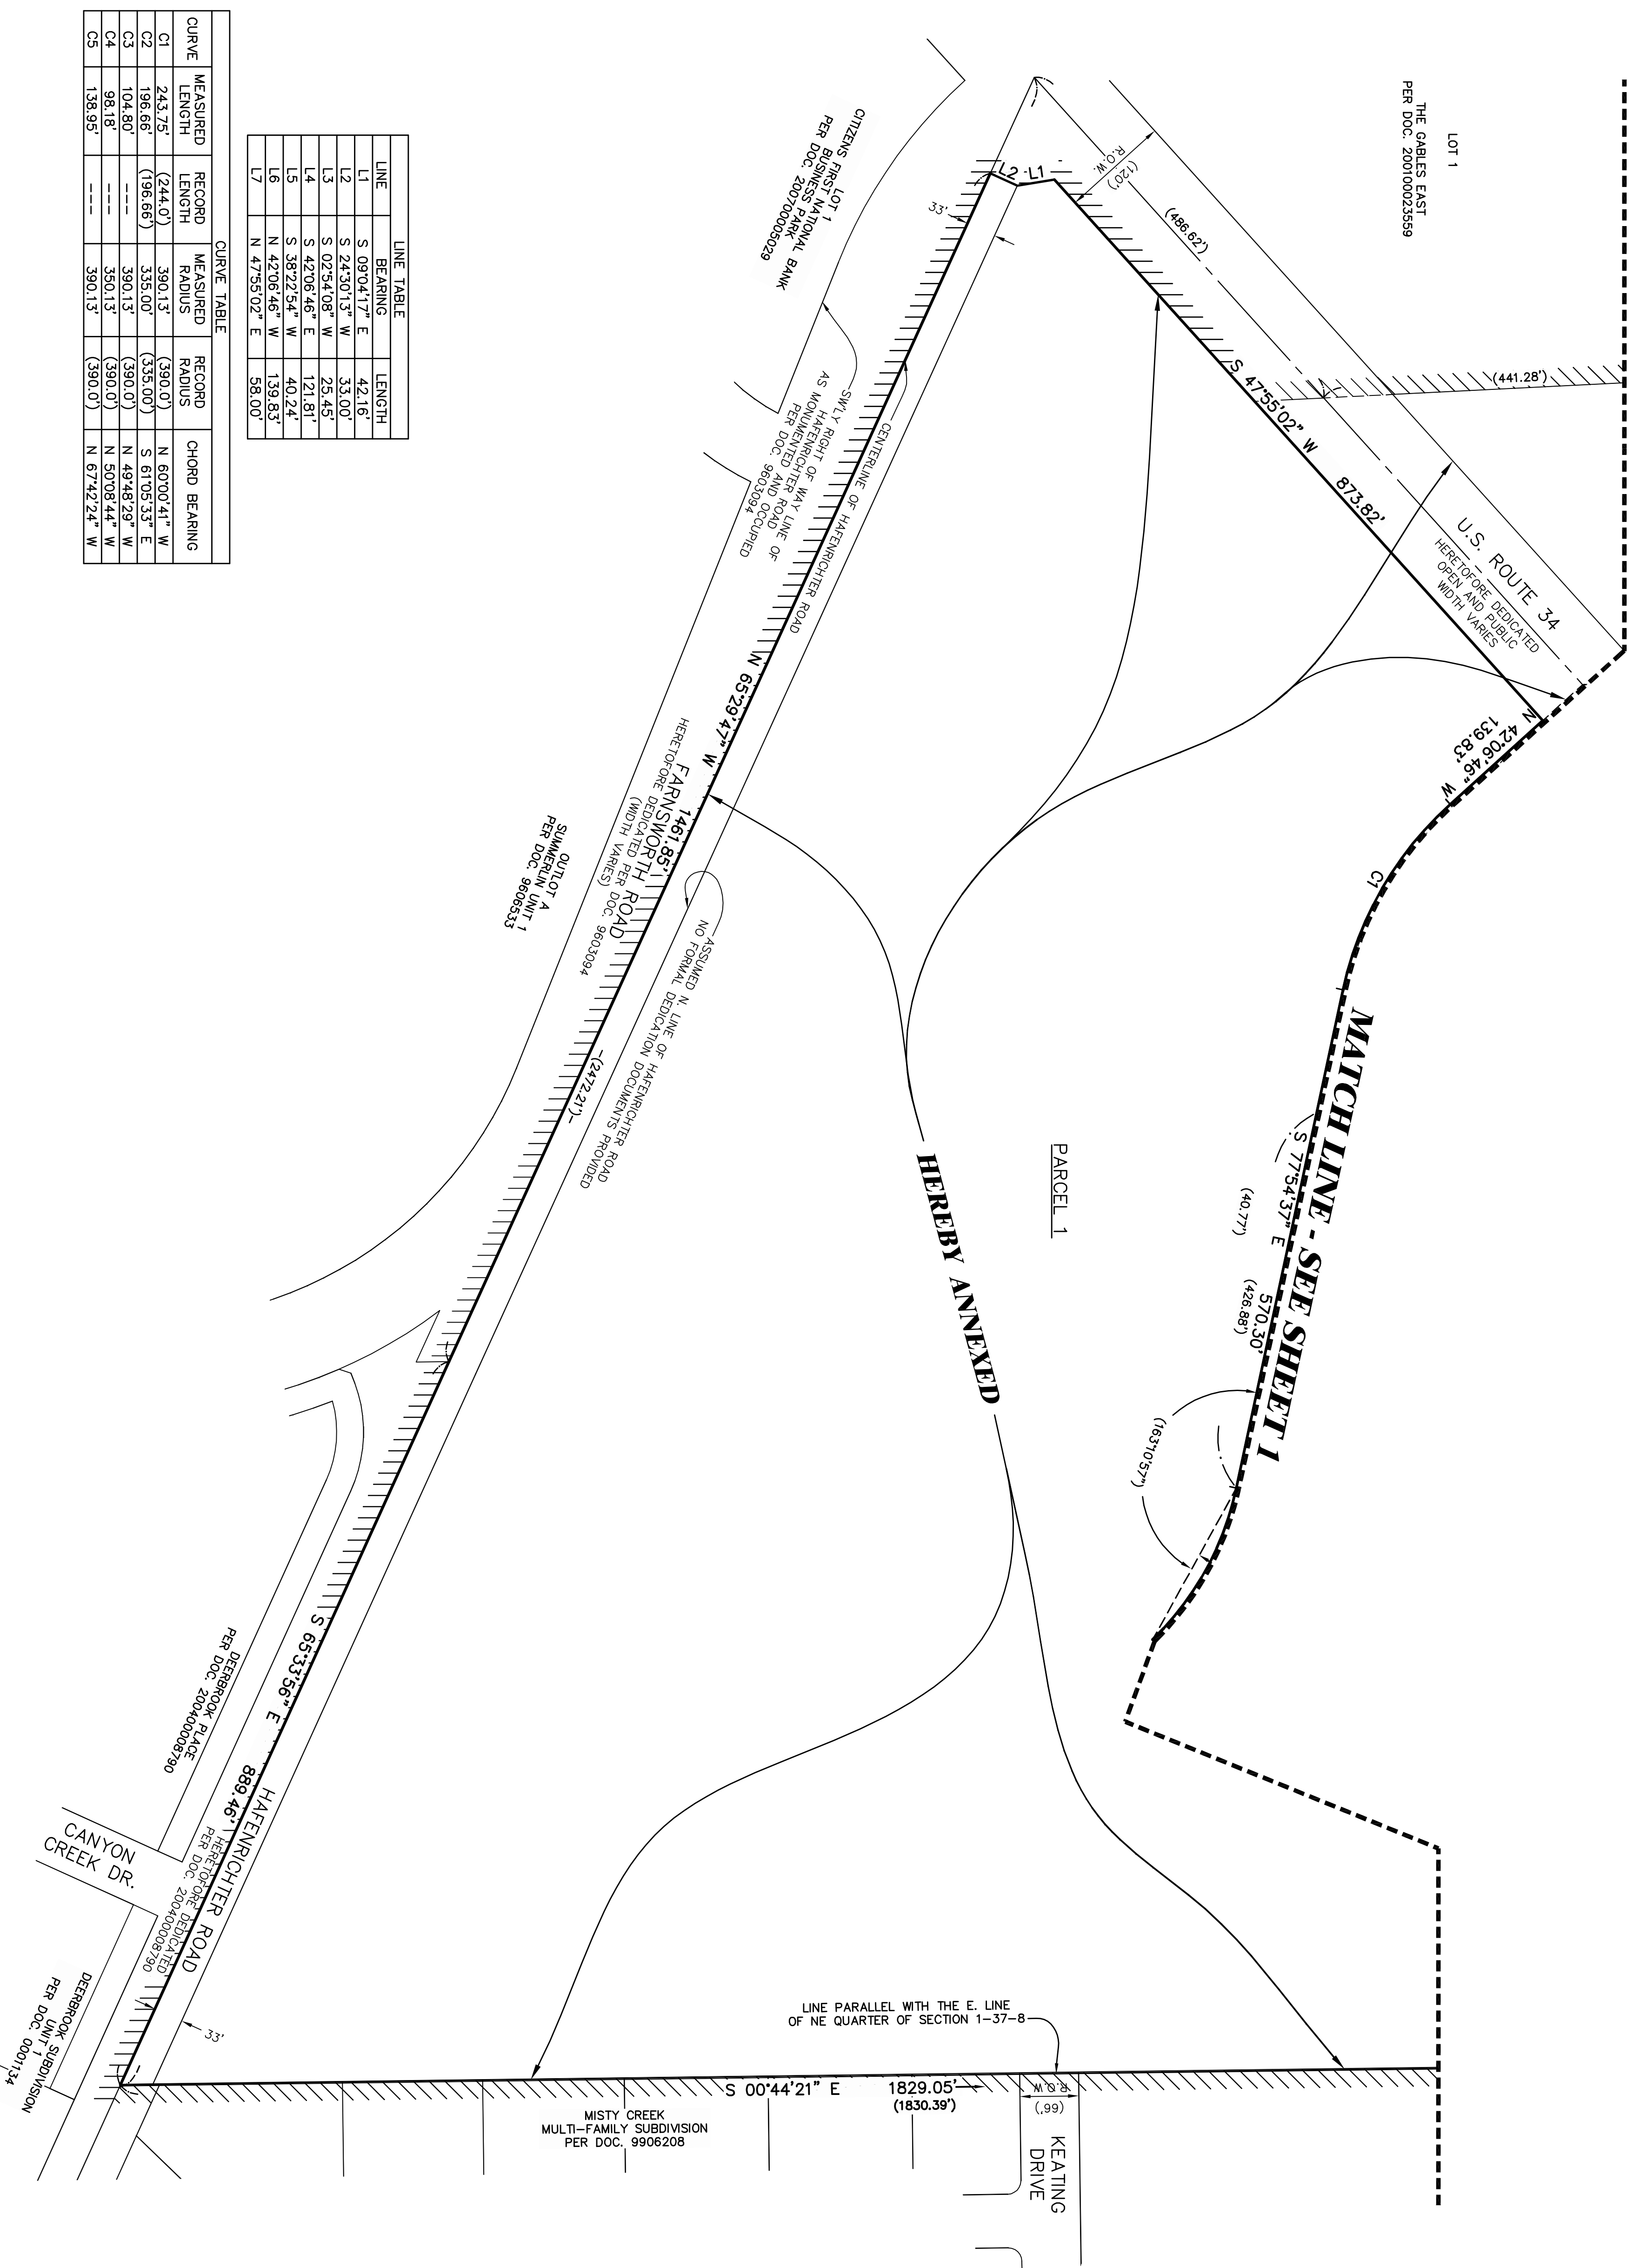 LOT 1
THE GABLES EAST
PER DOC. 200100023559
(441.28')
(486.62')
R.O.W.
(120')
U.S. ROUTE 34
HERETOFORE DEDICATED
OPEN AND PUBLIC
WIDTH VARIES
S 47°55'02" W 873.82'
N 42°06'46" W
139.83'
C1
MATCH LINE - SEE SHEET 1
S 77°54'37" E 570.30'
(40.77')
(426.88')
(163°10'57")
L2
L1
33'
PARCEL 1
HEREBY ANNEXED
LOT 1
CITIZENS FIRST NATIONAL BANK
BUSINESS PARK
PER DOC. 200700005029
SW'LY RIGHT OF WAY LINE OF
HAFENRICHTER ROAD
AS MONUMENTED AND OCCUPIED
PER DOC. 9603094
CENTERLINE OF HAFENRICHTER ROAD
N 65°29'47" W 1461.85'
FARNSWORTH ROAD
HERETOFORE DEDICATED PER DOC. 9603094
(WIDTH VARIES)
ASSUMED N. LINE OF HAFENRICHTER ROAD
NO FORMAL DEDICATION DOCUMENTS PROVIDED
(2472.21')
OUTLOT A
SUMMERLIN UNIT 1
PER DOC. 9606533
S 65°33'56" E 889.46'
HAFENRICHTER ROAD
HERETOFORE DEDICATED
PER DOC. 200400008790
DEERBROOK PLACE
PER DOC. 200400008790
CANYON
CREEK DR.
DEERBROOK SUBDIVISION
UNIT 1
PER DOC. 0001134
33'
LINE PARALLEL WITH THE E. LINE
OF NE QUARTER OF SECTION 1-37-8
S 00°44'21" E 1829.05'
(1830.39')
R.O.W.
(66')
KEATING
DRIVE
MISTY CREEK
MULTI-FAMILY SUBDIVISION
PER DOC. 9906208
LINE TABLE
LINE BEARING LENGTH
L1 S 09°04'17" E 42.16'
L2 S 24°30'13" W 33.00'
L3 S 02°54'08" W 25.45'
L4 S 42°06'46" E 121.81'
L5 S 38°22'54" W 40.24'
L6 N 42°06'46" W 139.83'
L7 N 47°55'02" E 58.00'
CURVE TABLE
CURVE MEASURED LENGTH RECORD LENGTH MEASURED RADIUS RECORD RADIUS CHORD BEARING
C1 243.75' (244.0') 390.13' (390.0') N 60°00'41" W
C2 196.66' (196.66') 335.00' (335.00') S 61°05'33" E
C3 104.80' --- 390.13' (390.0') N 49°48'29" W
C4 98.18' --- 350.13' (390.0') N 50°08'44" W
C5 138.95' --- 390.13' (390.0') N 67°42'24" W